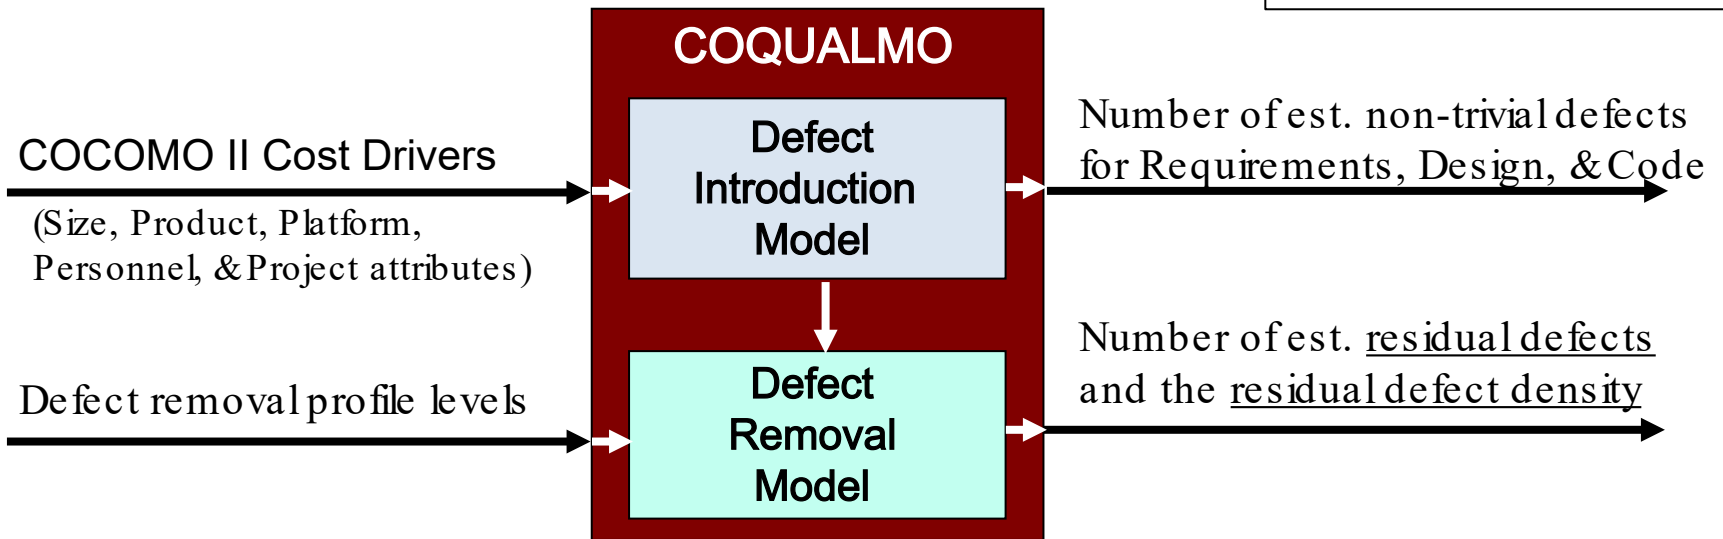 COQUALMO
COCOMO II Cost Drivers
(Size, Product, Platform,
Personnel, & Project attributes)
Defect
Introduction
Model
Number of est. non-trivial defects
for Requirements, Design, & Code
Defect removal profile levels
Defect
Removal
Model
Number of est. residual defects
and the residual defect density